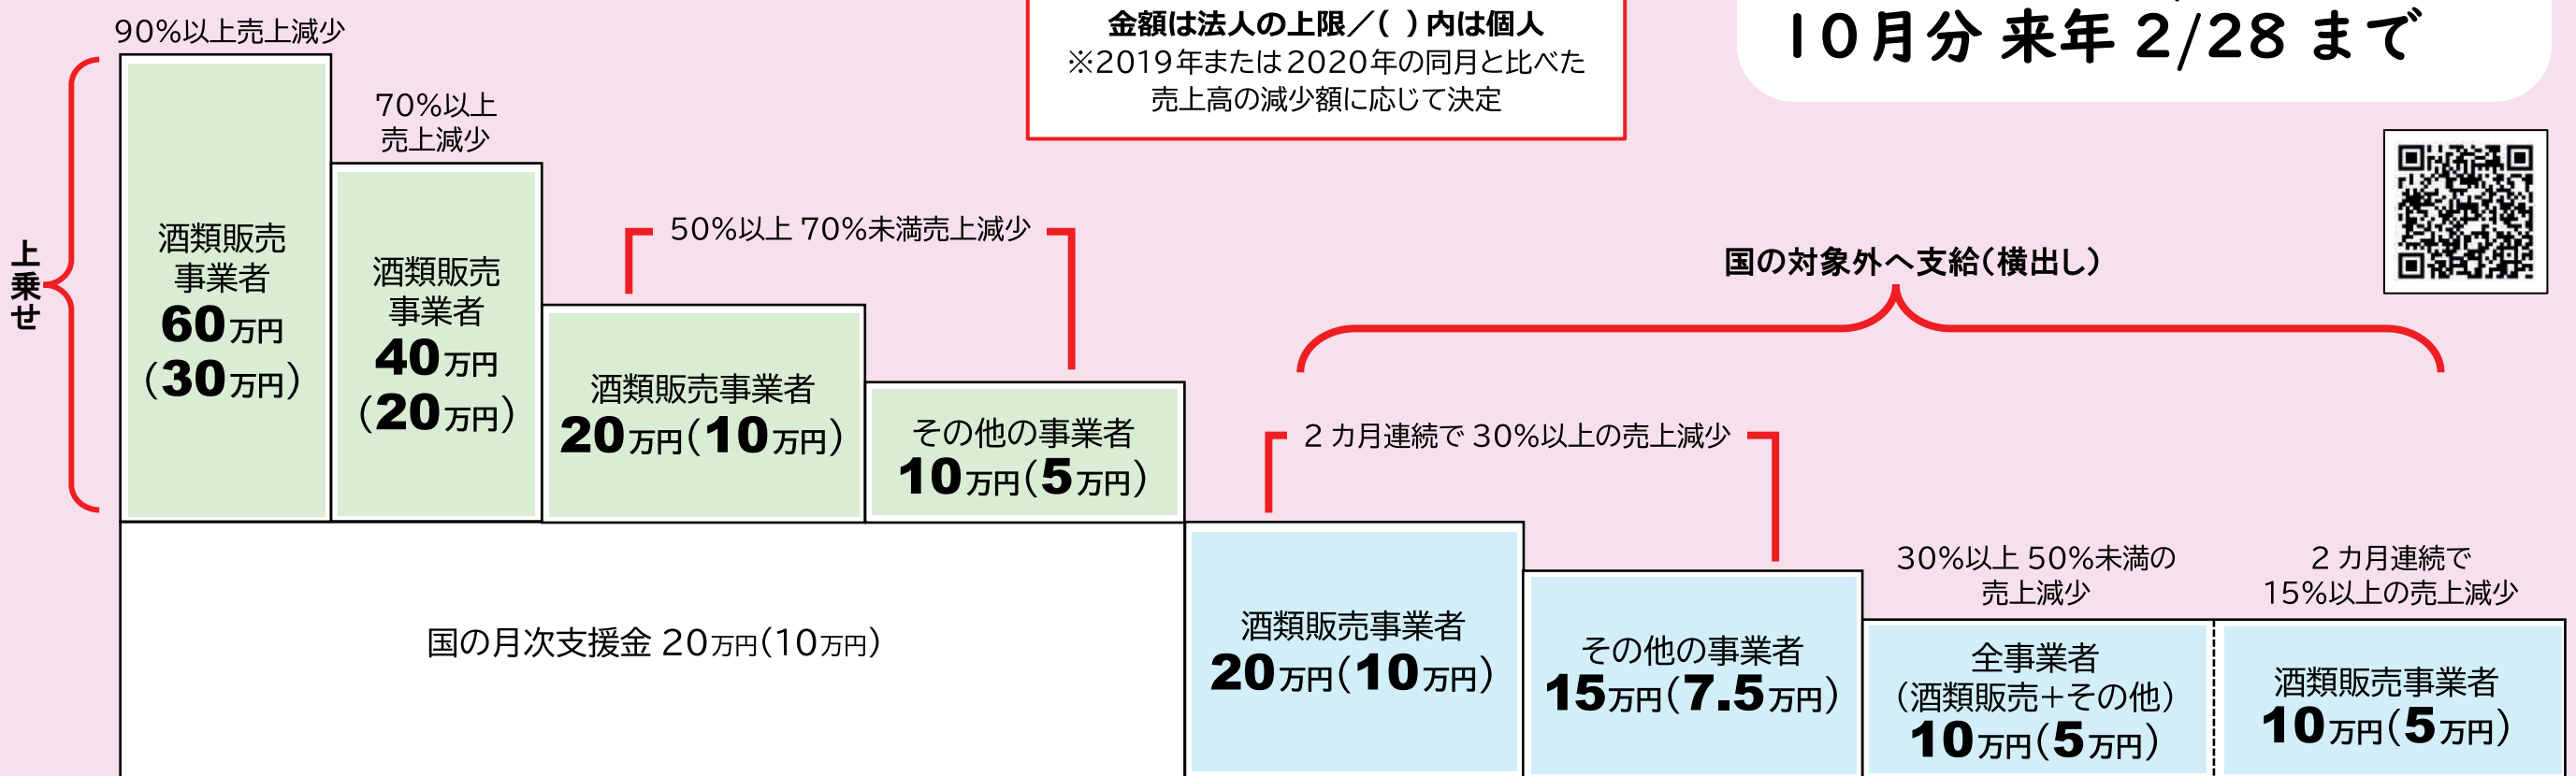 金額は法人の上限／( )内は個人
※2019年または2020年の同月と比べた
売上高の減少額に応じて決定
10月分 来年 2/28 まで
90%以上売上減少
70%以上
売上減少
50%以上 70%未満売上減少
上乗せ
酒類販売
事業者
60万円
(30万円)
酒類販売
事業者
40万円
(20万円)
酒類販売事業者
20万円(10万円)
その他の事業者
10万円(5万円)
国の月次支援金 20万円(10万円)
国の対象外へ支給(横出し)
2 カ月連続で 30%以上の売上減少
酒類販売事業者
20万円(10万円)
その他の事業者
15万円(7.5万円)
30%以上 50%未満の
売上減少
全事業者
(酒類販売+その他)
10万円(5万円)
2 カ月連続で
15%以上の売上減少
酒類販売事業者
10万円(5万円)